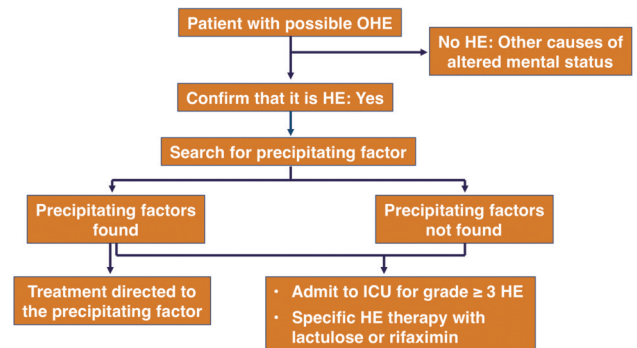 Patient with possible OHE
No HE: Other causes of
altered mental status
Confirm that it is HE: Yes
Search for precipitating factor
Precipitating factors
found
Precipitating factors
not found
Treatment directed to
the precipitating factor
• Admit to ICU for grade ≥ 3 HE
• Specific HE therapy with
lactulose or rifaximin